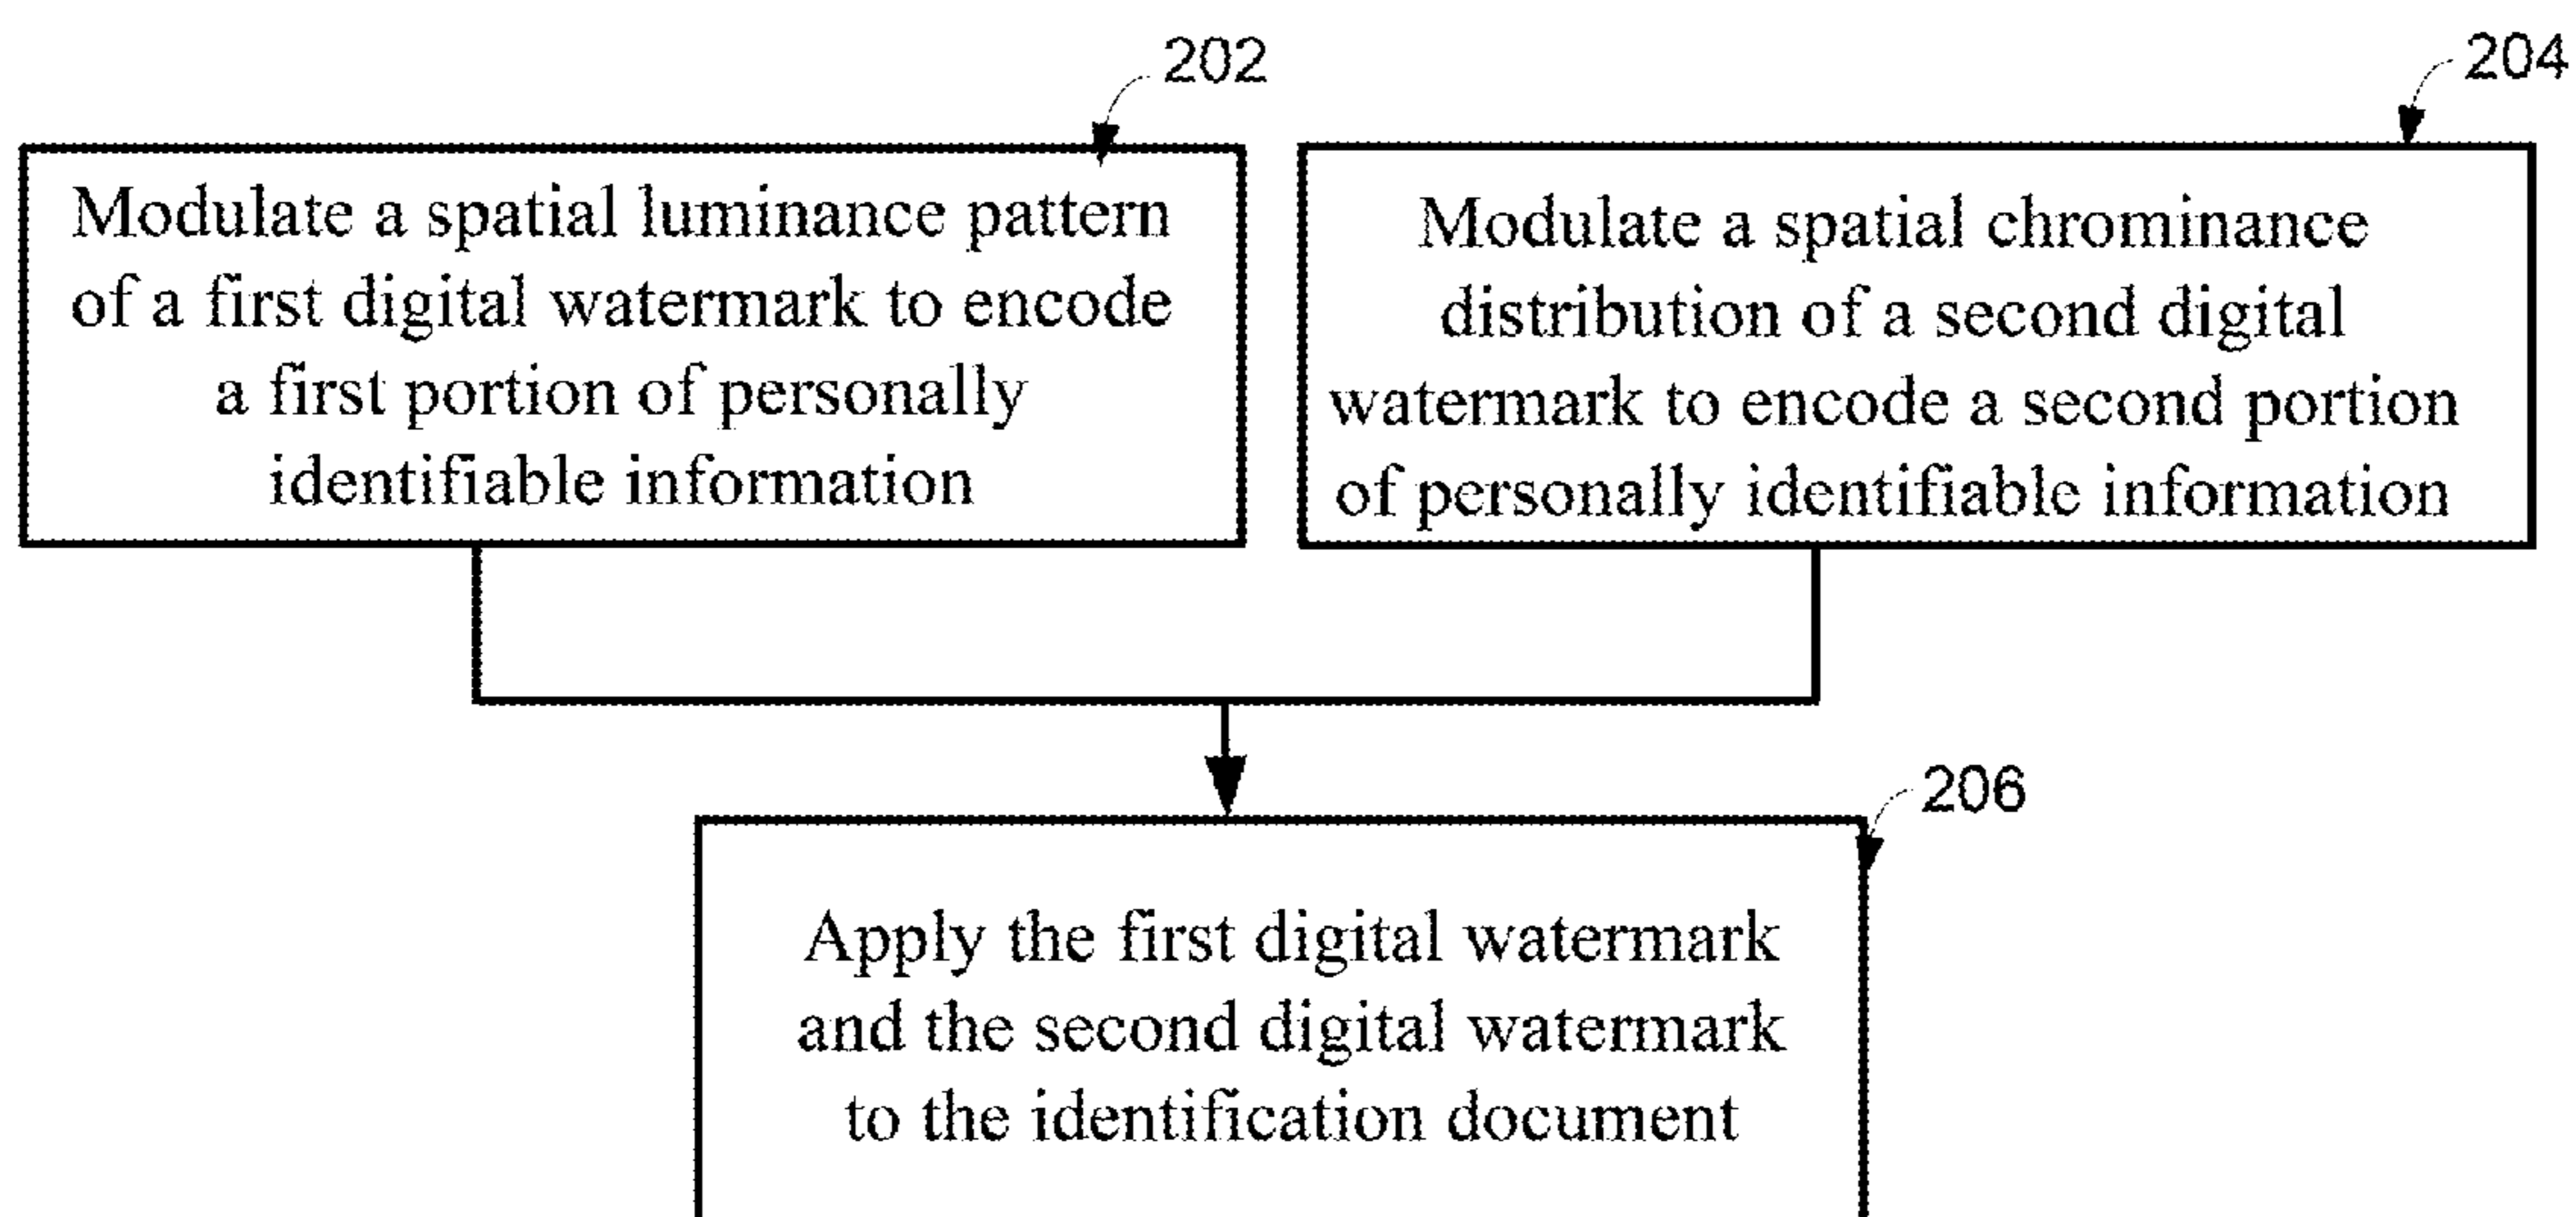 202
Modulate a spatial luminance pattern
of a first digital watermark to encode
a first portion of personally
identifiable information
204
Modulate a spatial chrominance
distribution of a second digital
watermark to encode a second portion
of personally identifiable information
206
Apply the first digital watermark
and the second digital watermark
to the identification document